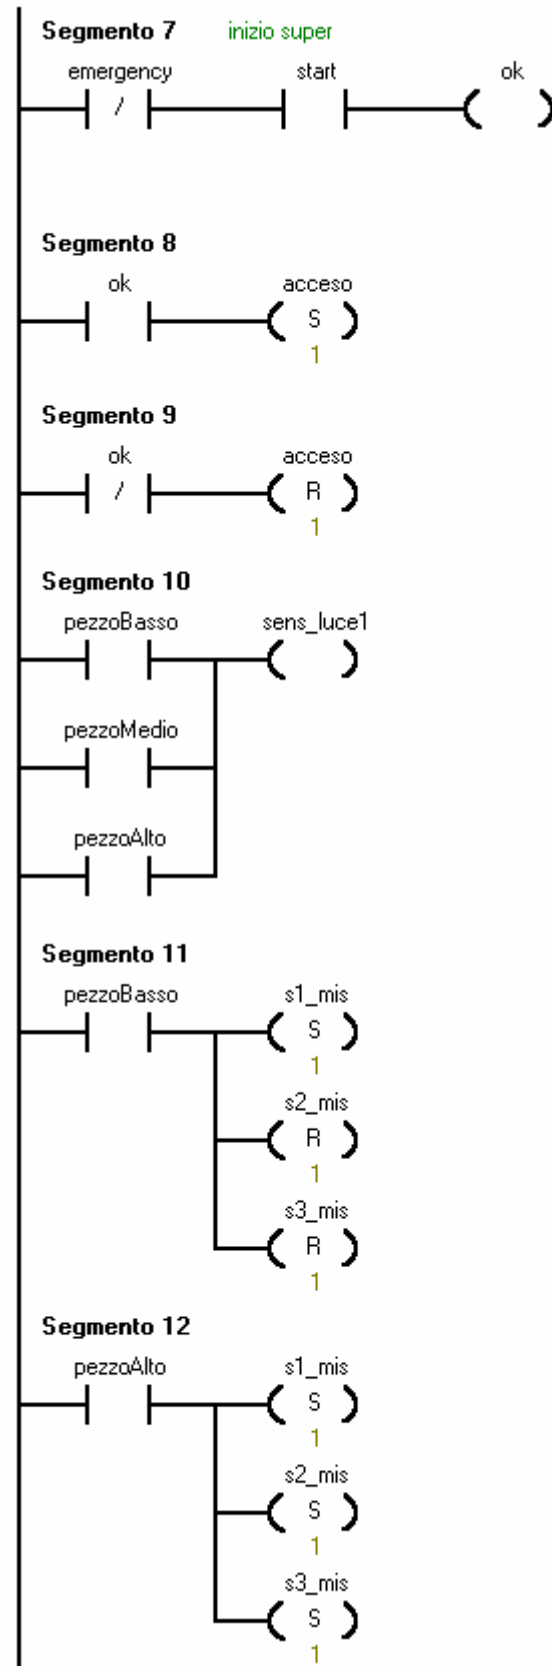 Segmento 7 inizio super
emergency start ok
/
Segmento 8
ok acceso
S
1
Segmento 9
ok acceso
/ R
1
Segmento 10
pezzoBasso sens_luce1
pezzoMedio
pezzoAlto
Segmento 11
pezzoBasso s1_mis
S
1
s2_mis
R
1
s3_mis
R
1
Segmento 12
pezzoAlto s1_mis
S
1
s2_mis
S
1
s3_mis
S
1